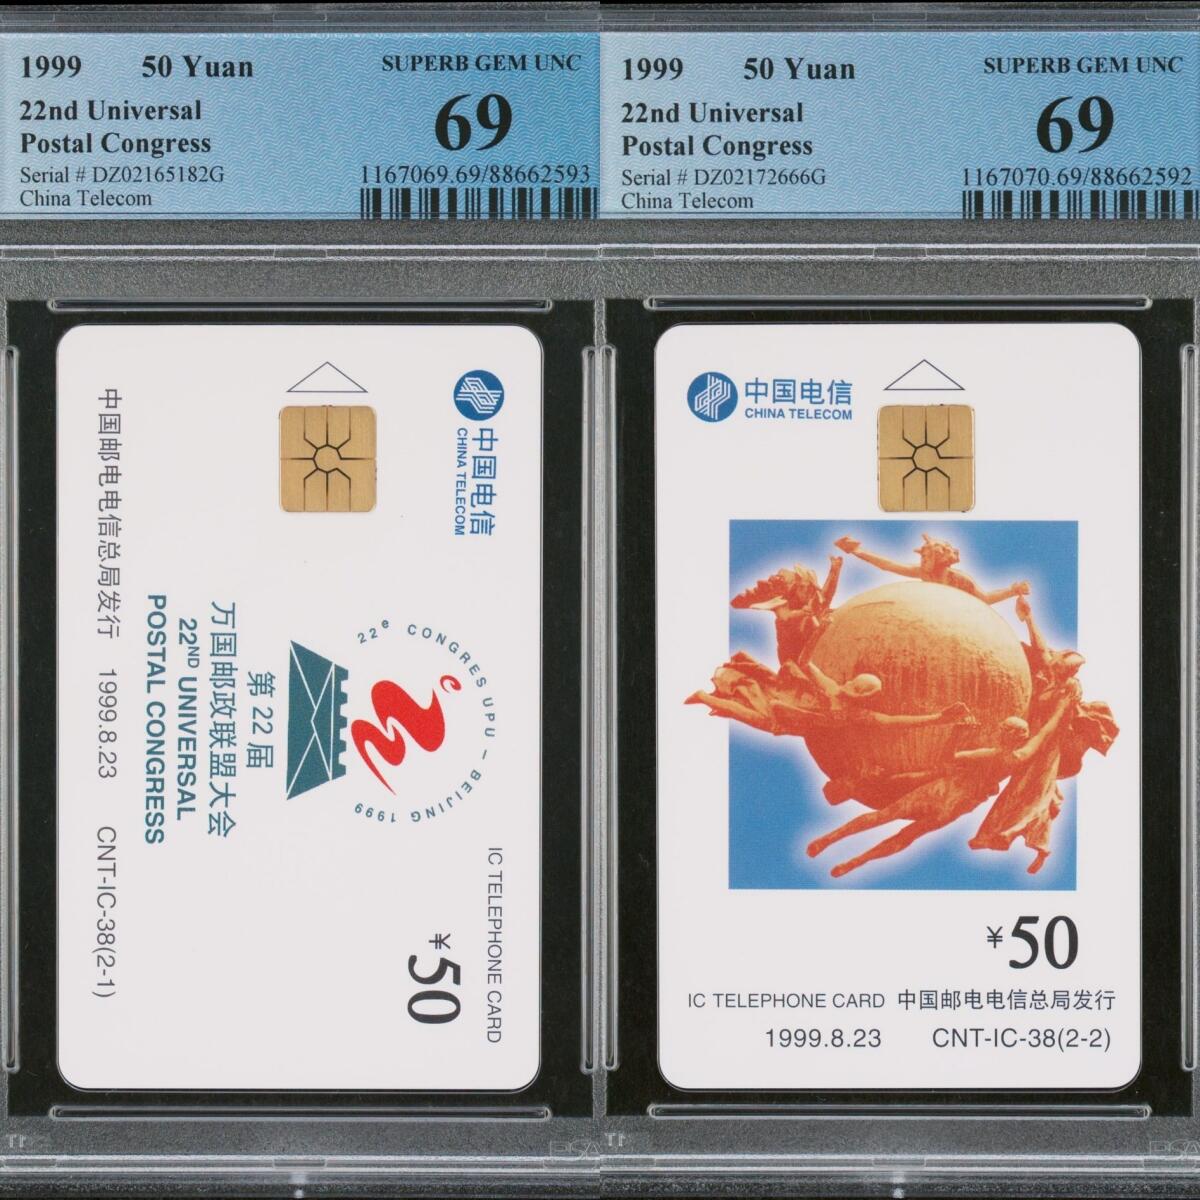 1999 50 Yuan
SUPERB GEM UNC
22nd Universal
Postal Congress
69
Serial # DZ02165182G
China Telecom
1167069.69/88662593
中国电信
CHINA TELECOM
22e CONGRES UPU – BEIJING 1999
e
第22届
万国邮政联盟大会
22ND UNIVERSAL
POSTAL CONGRESS
IC TELEPHONE CARD
¥50
中国邮电电信总局发行 1999.8.23 CNT-IC-38(2-1)
1999 50 Yuan
SUPERB GEM UNC
22nd Universal
Postal Congress
69
Serial # DZ02172666G
China Telecom
1167070.69/88662592
中国电信
CHINA TELECOM
¥50
IC TELEPHONE CARD 中国邮电电信总局发行
1999.8.23 CNT-IC-38(2-2)